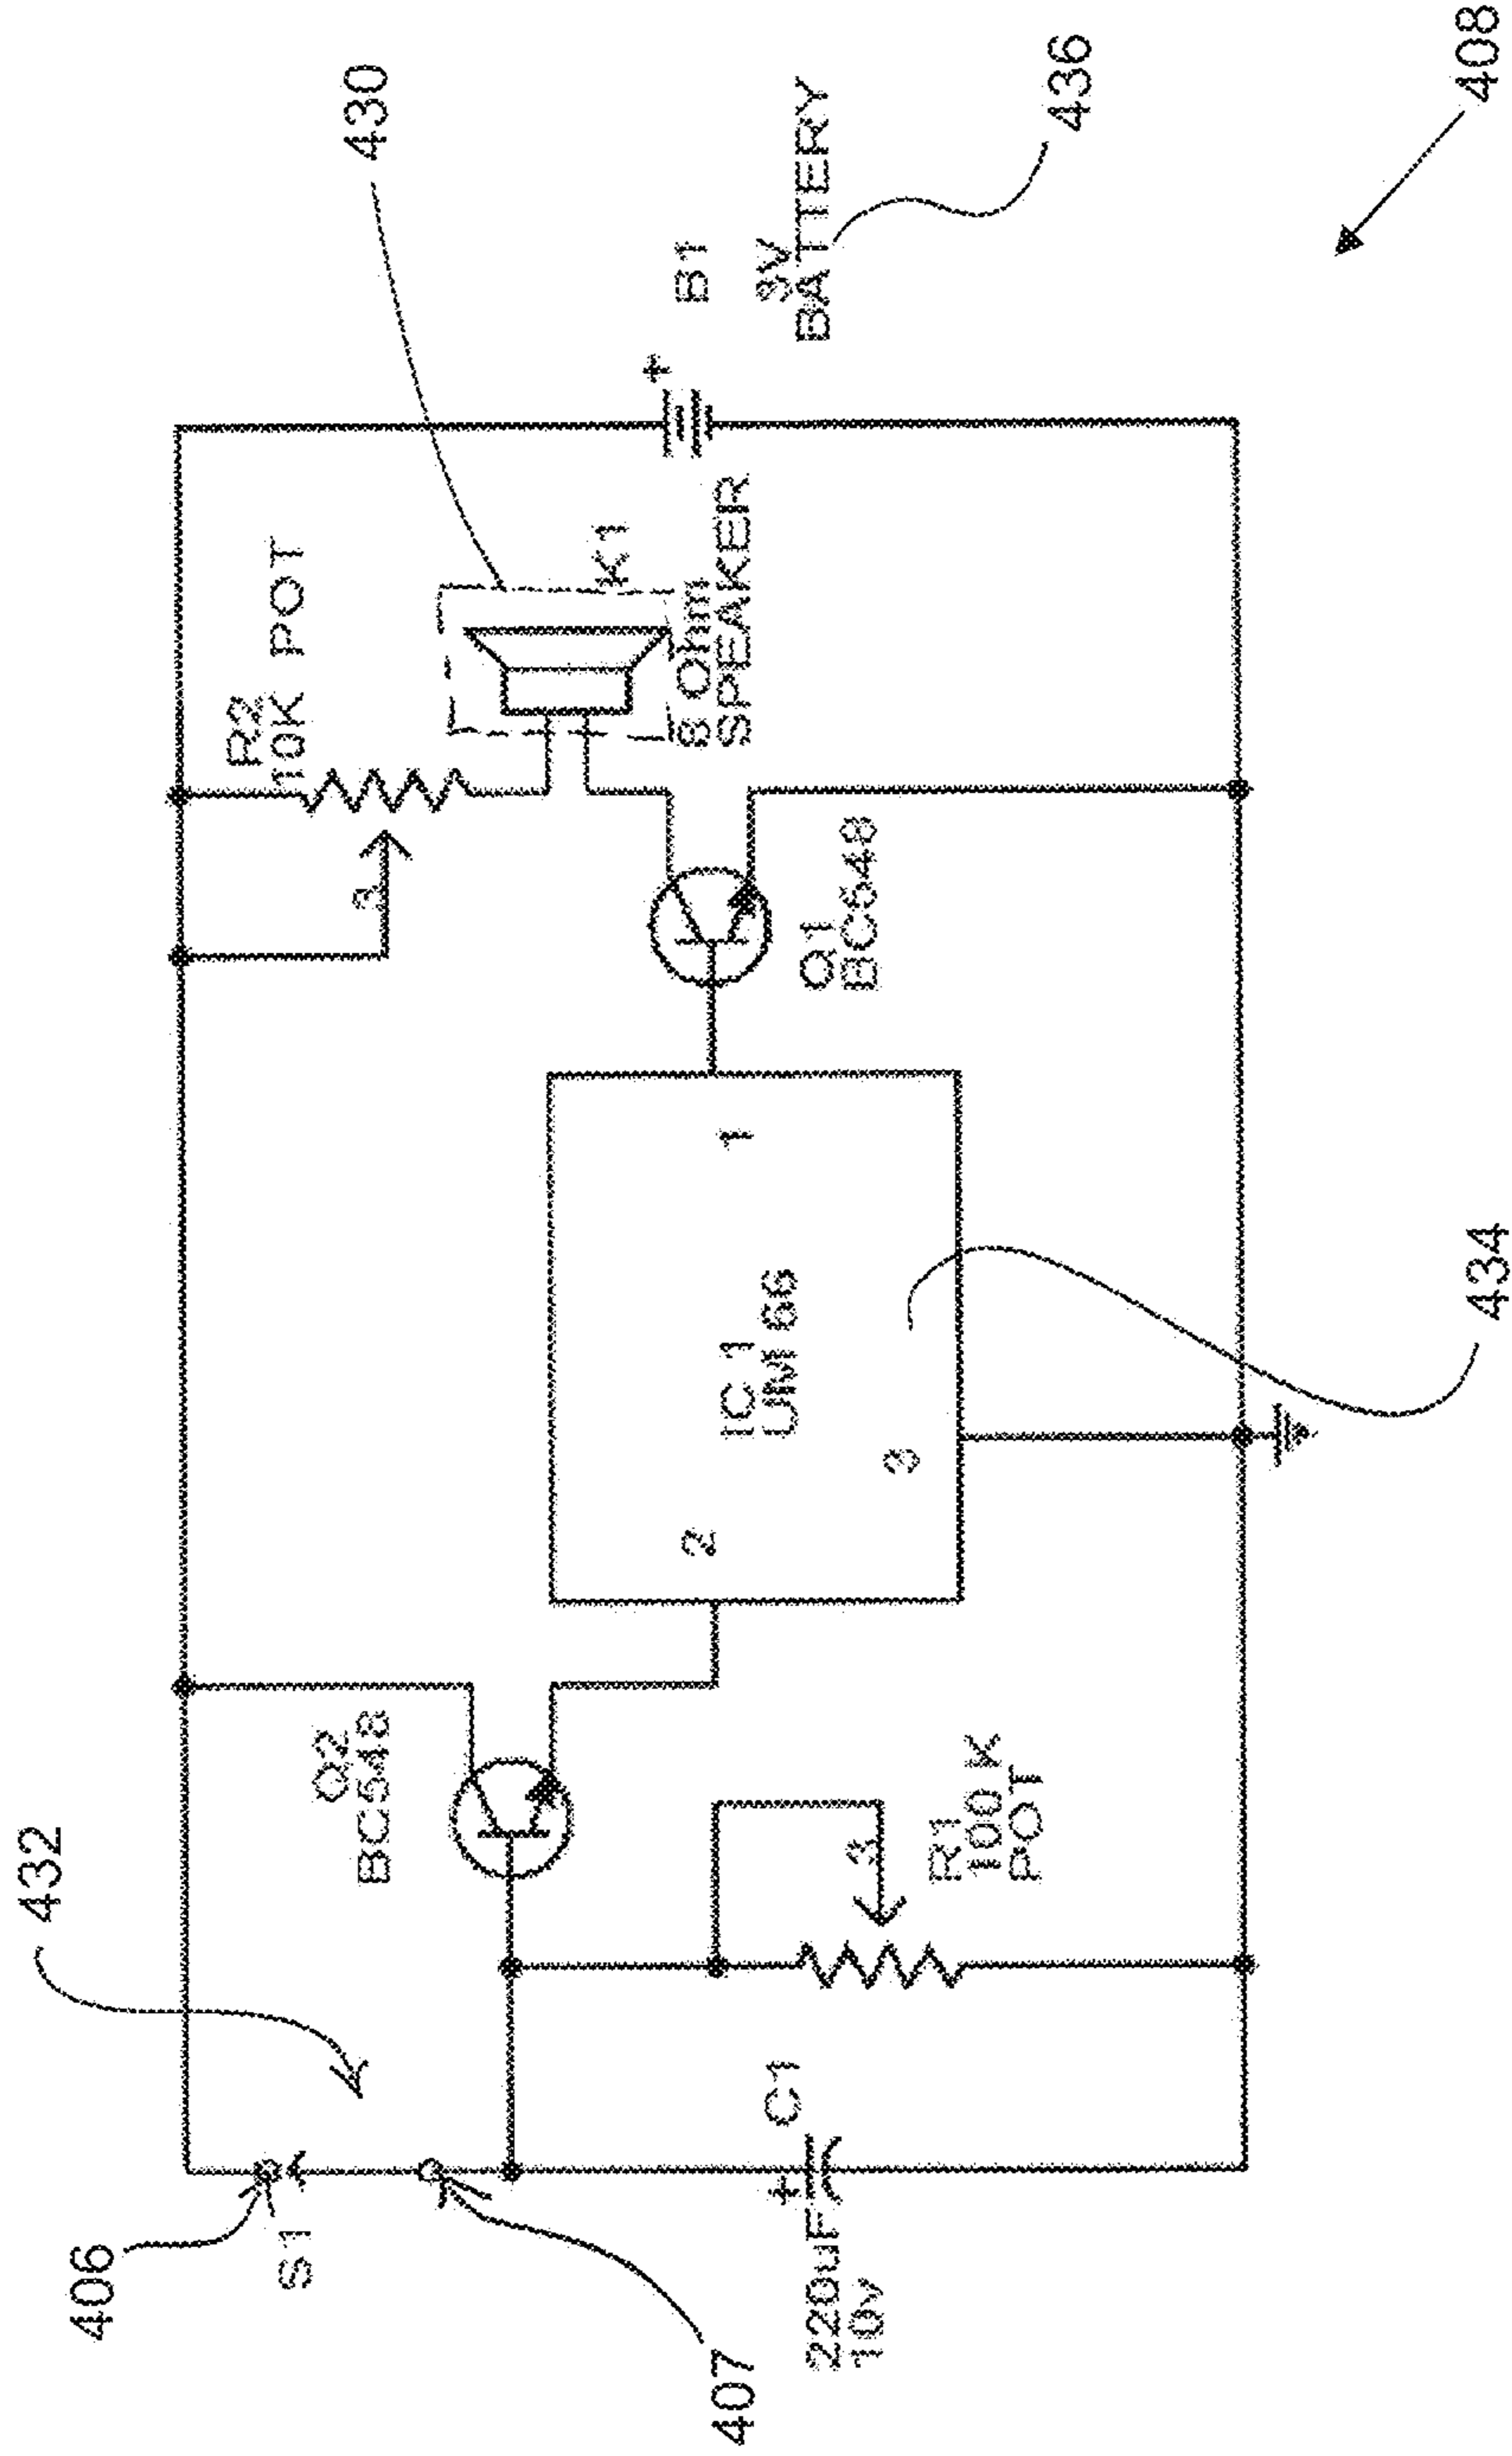 432
406
S1
R2
10K POT
Q2
BC548
3
430
K1
8 Ohm
SPEAKER
B1
BATTERY
436
407
C1
220uF
10v
2
IC 1
UM 66
1
3
Q1
BC548
3
R1
100 K
POT
434
408